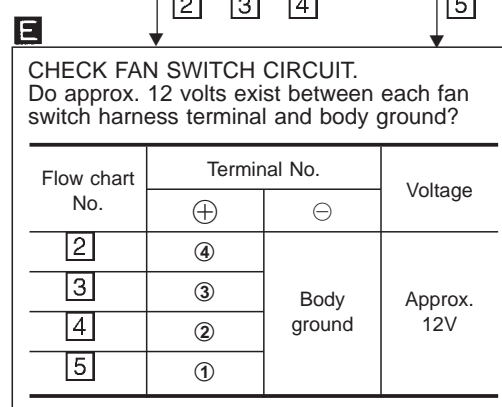 2 3 4 5
E
CHECK FAN SWITCH CIRCUIT.
Do approx. 12 volts exist between each fan
switch harness terminal and body ground?
Flow chart No. Terminal No. Voltage
⊕ ⊖
2 ④ Body ground Approx. 12V
3 ③
4 ②
5 ①